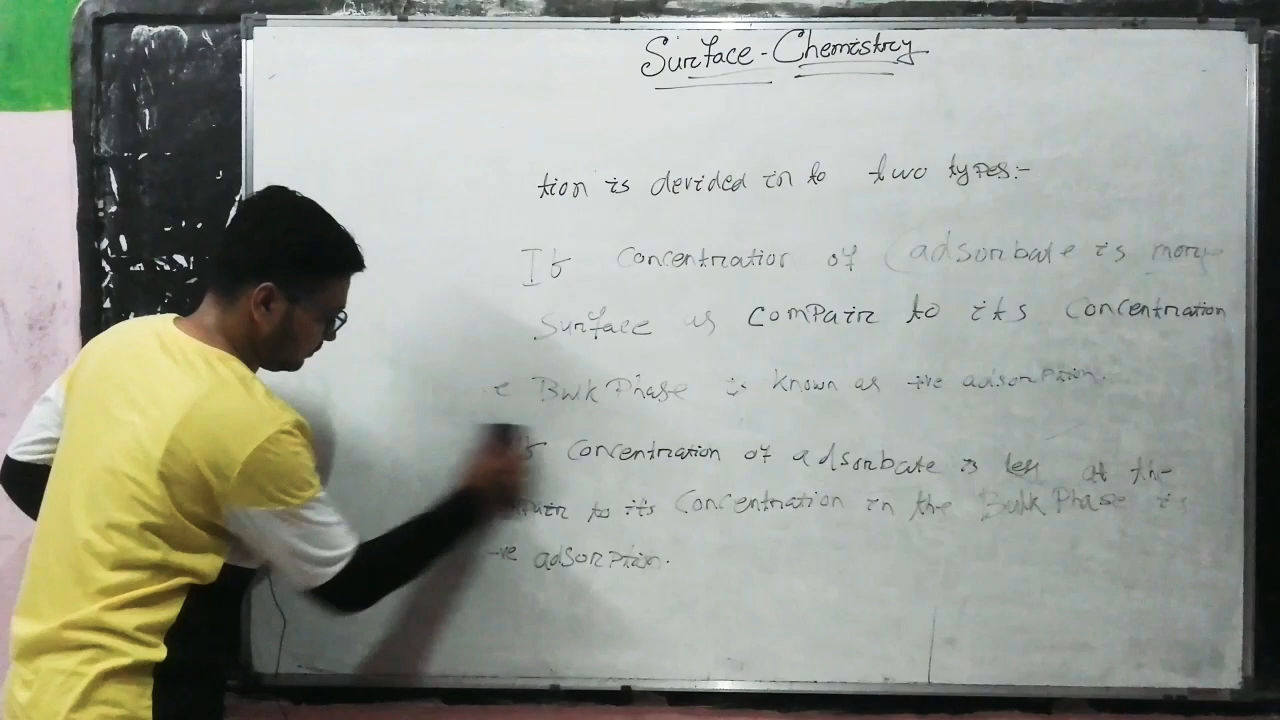 Surface-Chemistry
tion is devided in to two types:-
If concentration of (adsorbate is more
Surface as compair to its concentration
e Bulk Phase is known as +ve adsorption.
concentration of adsorbate is less at the
to its concentration in the Bulk Phase is
-ve adsorption.